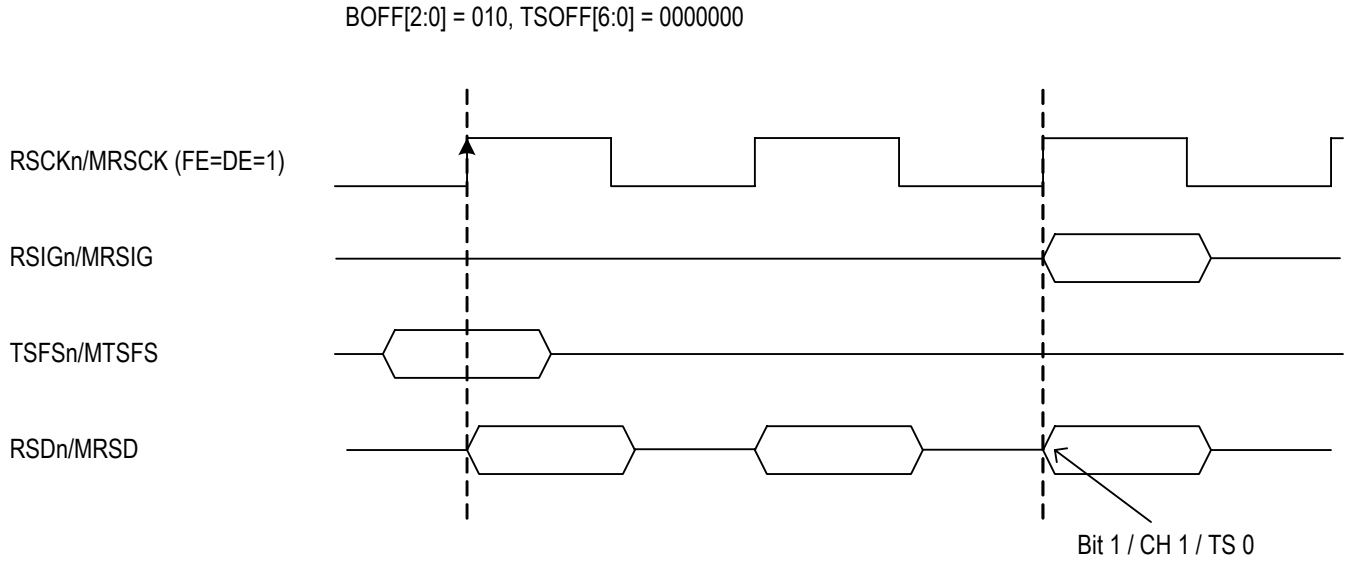 BOFF[2:0] = 010, TSOFF[6:0] = 0000000
RSCKn/MRSCK (FE=DE=1)
RSIGn/MRSIG
TSFSn/MTSFS
RSDn/MRSD
Bit 1 / CH 1 / TS 0